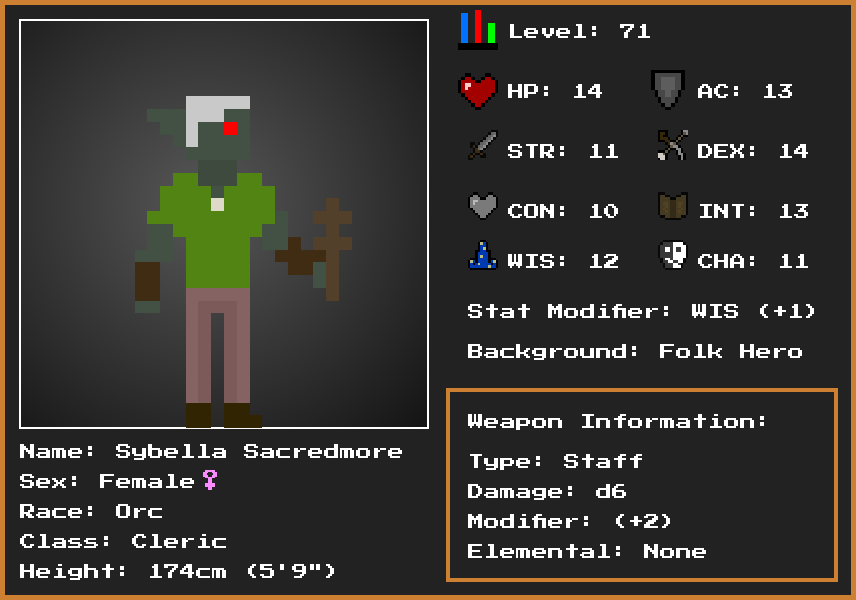 Level: 71
HP: 14 AC: 13
STR: 11 DEX: 14
CON: 10 INT: 13
WIS: 12 CHA: 11
Stat Modifier: WIS (+1)
Background: Folk Hero
Weapon Information:
Type: Staff
Damage: d6
Modifier: (+2)
Elemental: None
Name: Sybella Sacredmore
Sex: Female♀
Race: Orc
Class: Cleric
Height: 174cm (5'9")